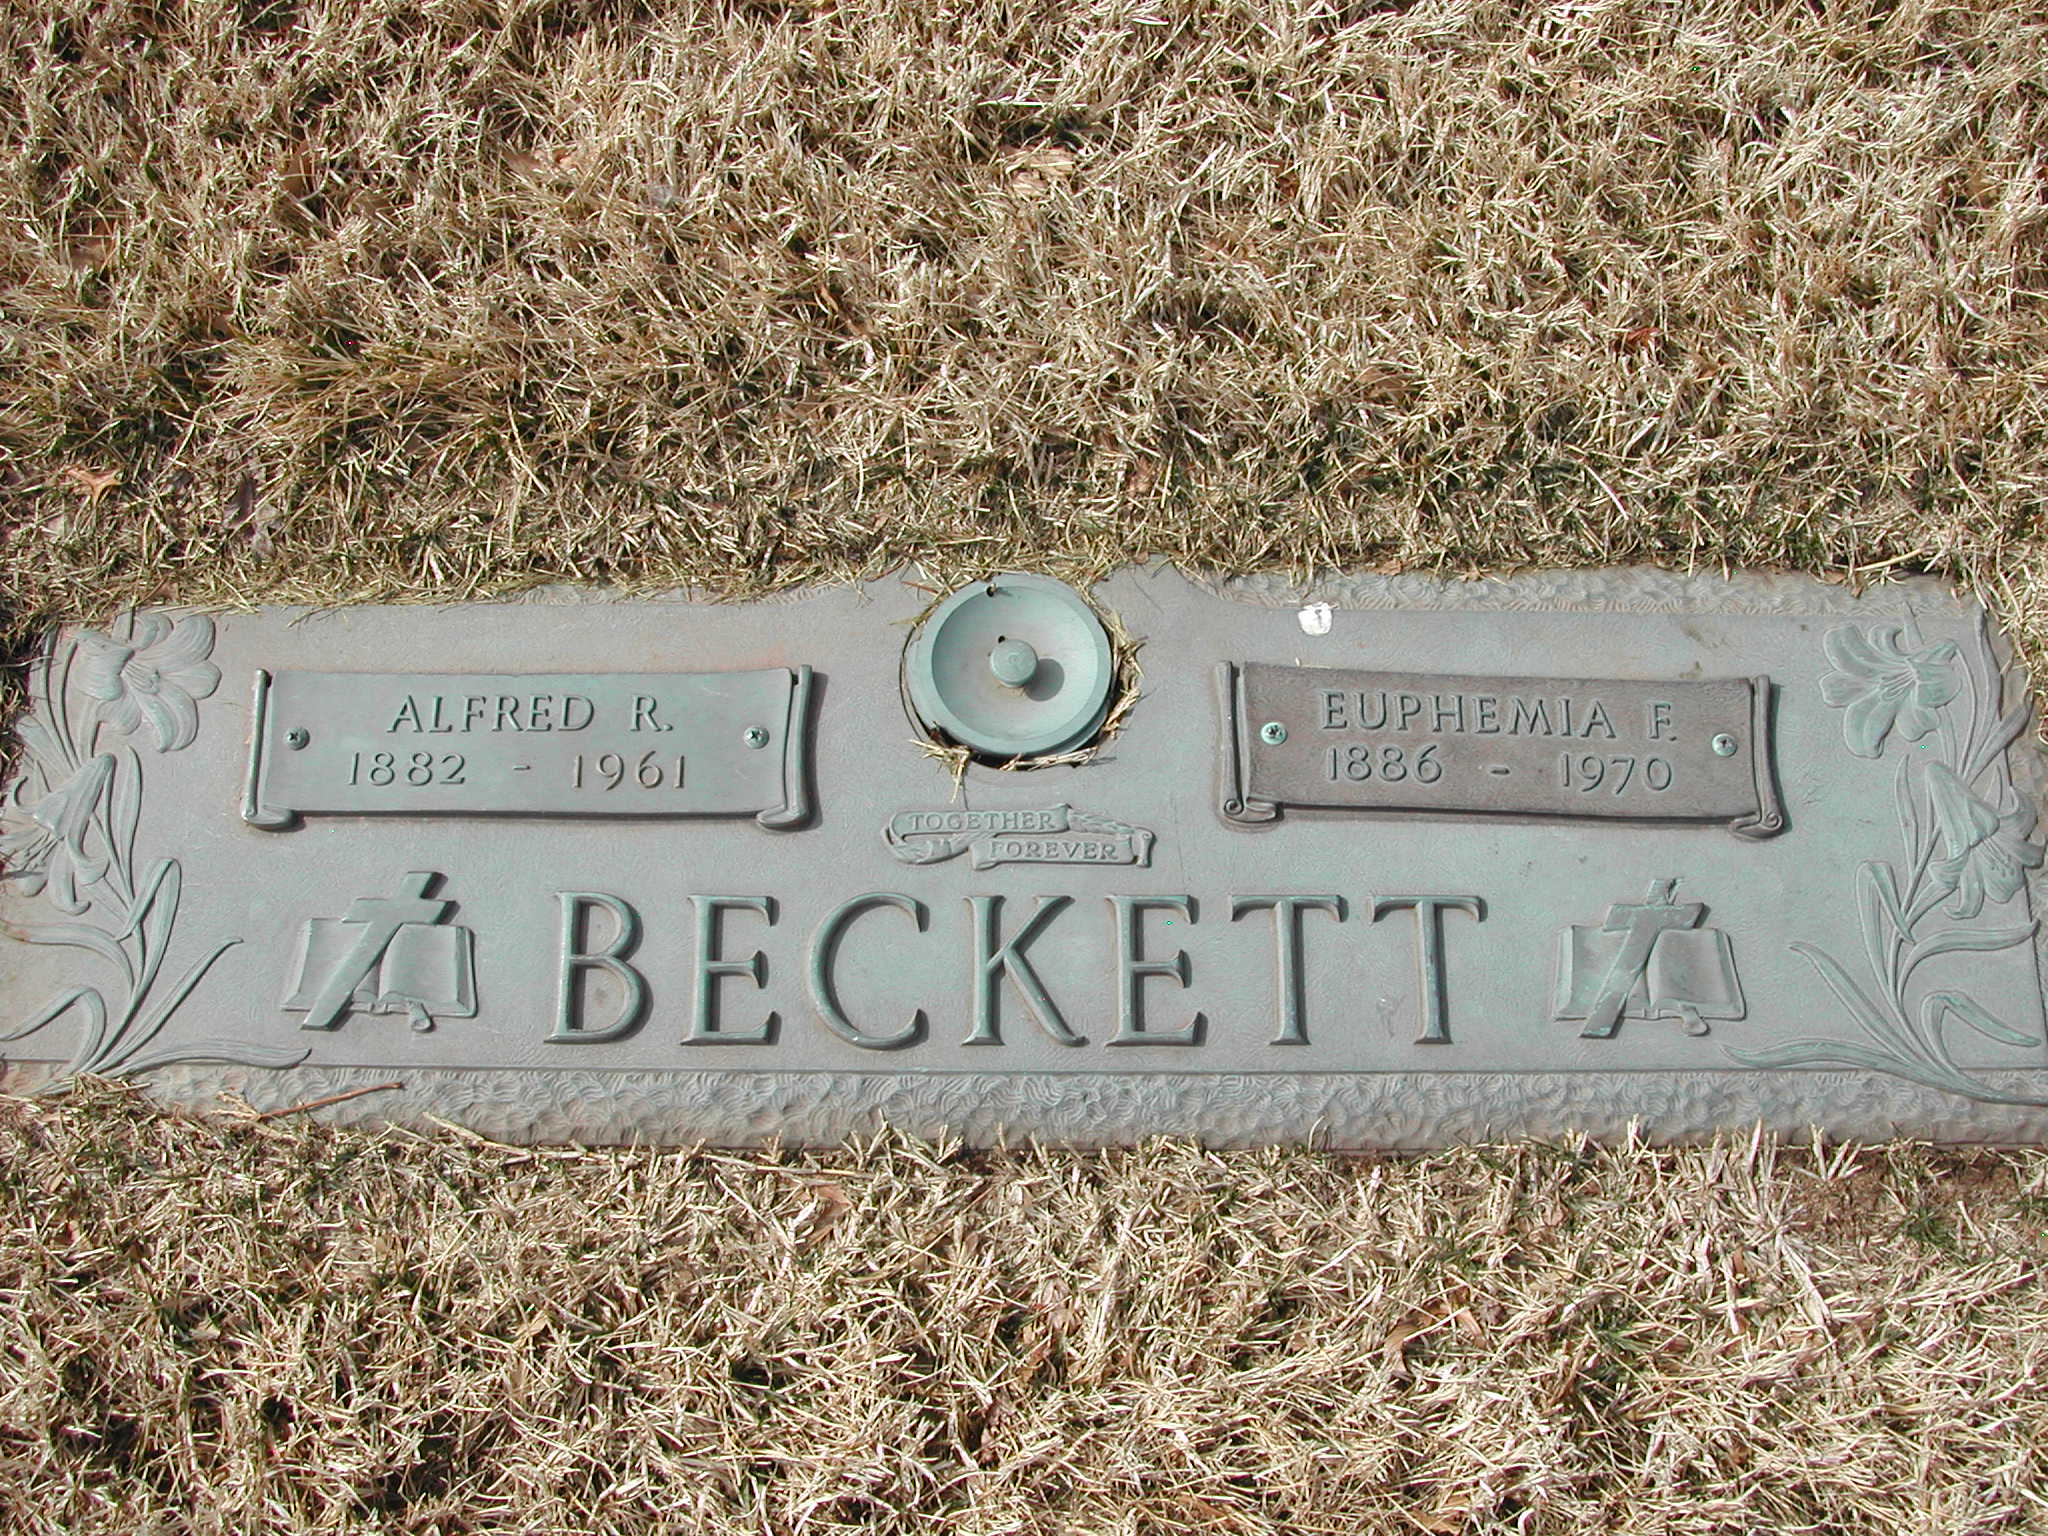 ALFRED R.
1882 - 1961
EUPHEMIA F.
1886 - 1970
TOGETHER
FOREVER
BECKETT